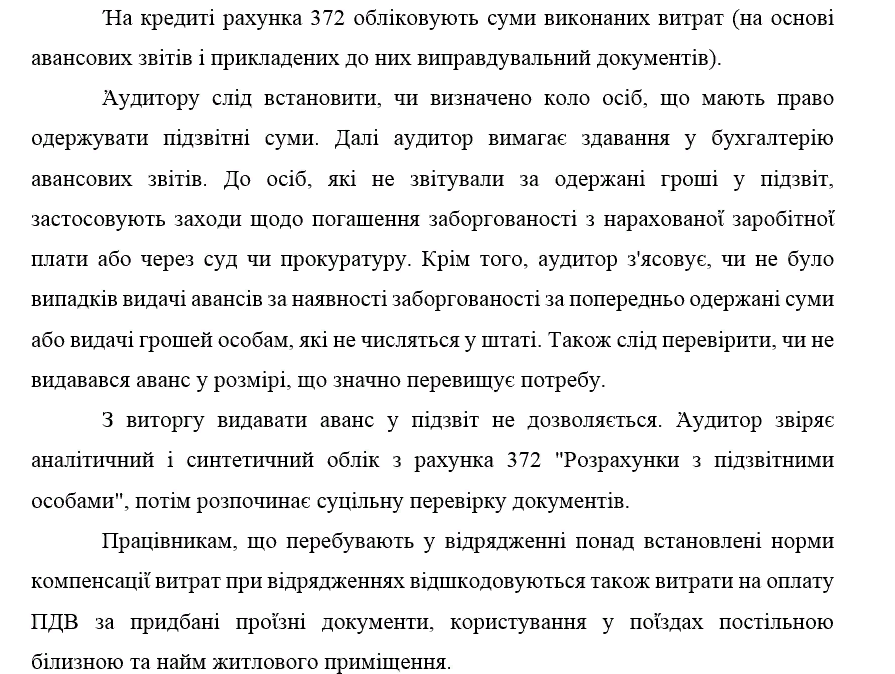 Ἁа кредиті рахунка 372 обліковують суми виконаних витрат (на основі
авансових звітів і прикладених до них виправдувальний документів).
Аудитору слід встановити, чи визначено коло осіб, що мають право
одержувати підзвітні суми. Далі аудитор вимагає здавання у бухгалтерію
авансових звітів. До осіб, які не звітували за одержані гроші у підзвіт,
застосовують заходи щодо погашення заборгованості з нарахованої заробітної
плати або через суд чи прокуратуру. Крім того, аудитор з'ясовує, чи не було
випадків видачі авансів за наявності заборгованості за попередньо одержані суми
або видачі грошей особам, які не числяться у штаті. Також слід перевірити, чи не
видавався аванс у розмірі, що значно перевищує потребу.
З виторгу видавати аванс у підзвіт не дозволяється. Аудитор звіряє
аналітичний і синтетичний облік з рахунка 372 "Розрахунки з підзвітними
особами", потім розпочинає суцільну перевірку документів.
Працівникам, що перебувають у відрядженні понад встановлені норми
компенсації витрат при відрядженнях відшкодовуються також витрати на оплату
ПДВ за придбані проїзні документи, користування у поїздах постільною
білизною та найм житлового приміщення.